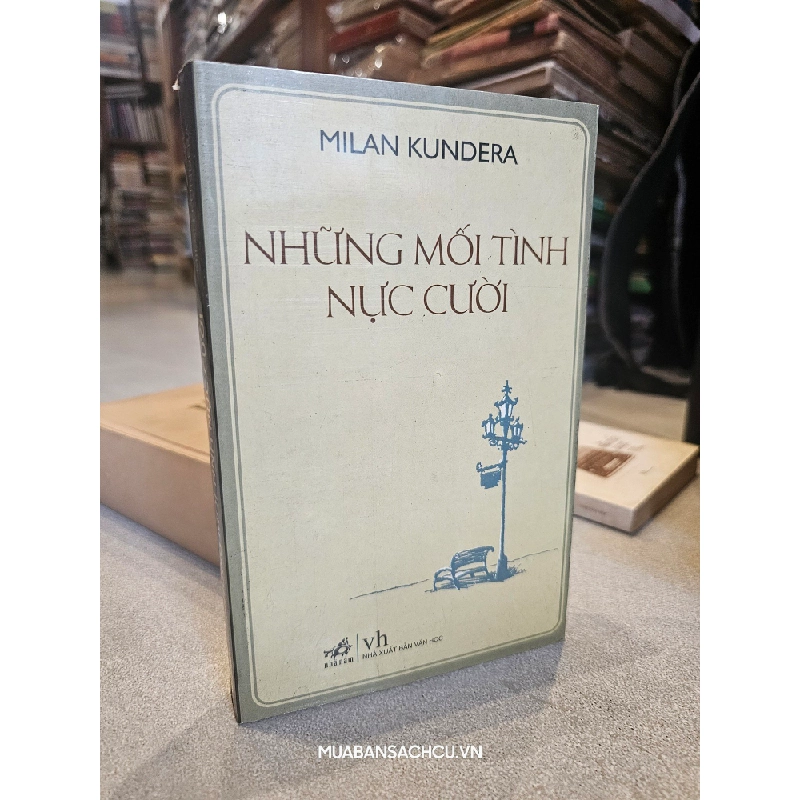 MILAN KUNDERA
NHỮNG MỐI TÌNH
NỰC CƯỜI
vh
NHÀ XUẤT BẢN VĂN HỌC
MUABANSACHCU.VN